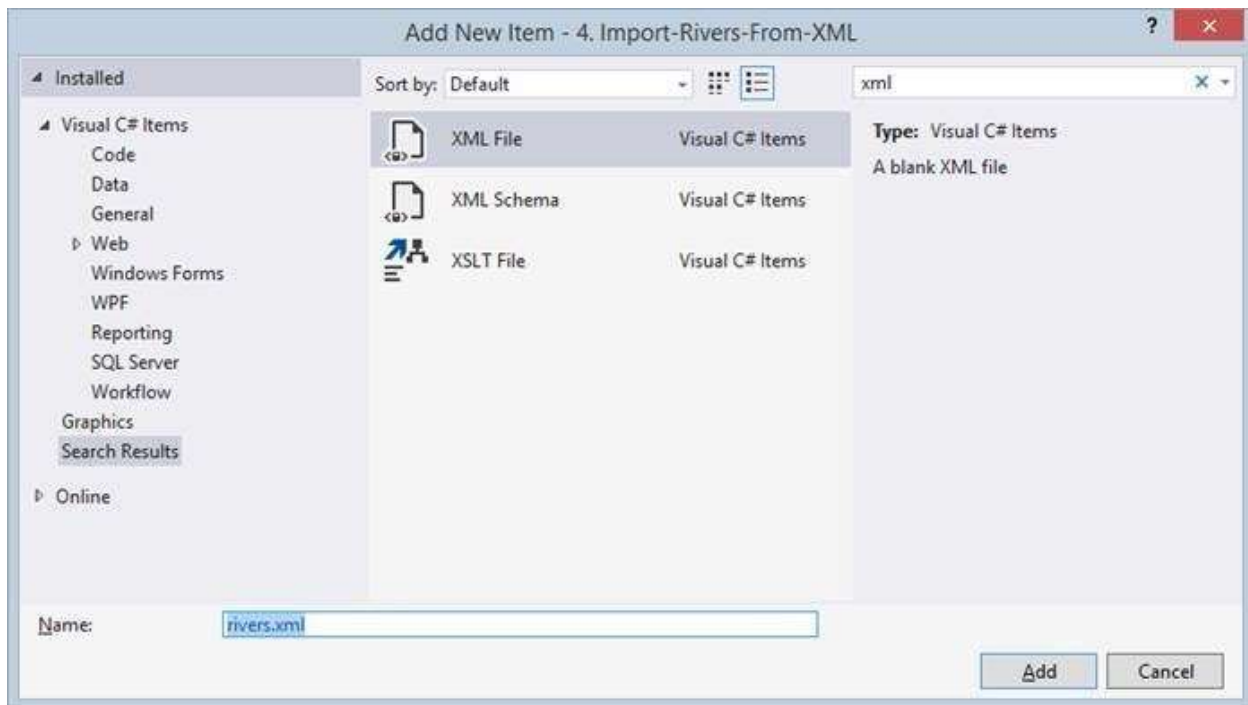 Add New Item - 4. Import-Rivers-From-XML
?
Installed
Sort by: Default
xml
Visual C# Items
Code
Data
General
Web
Windows Forms
WPF
Reporting
SQL Server
Workflow
Graphics
Search Results
Online
XML File Visual C# Items
XML Schema Visual C# Items
XSLT File Visual C# Items
Type: Visual C# Items
A blank XML file
Name: rivers.xml
Add Cancel